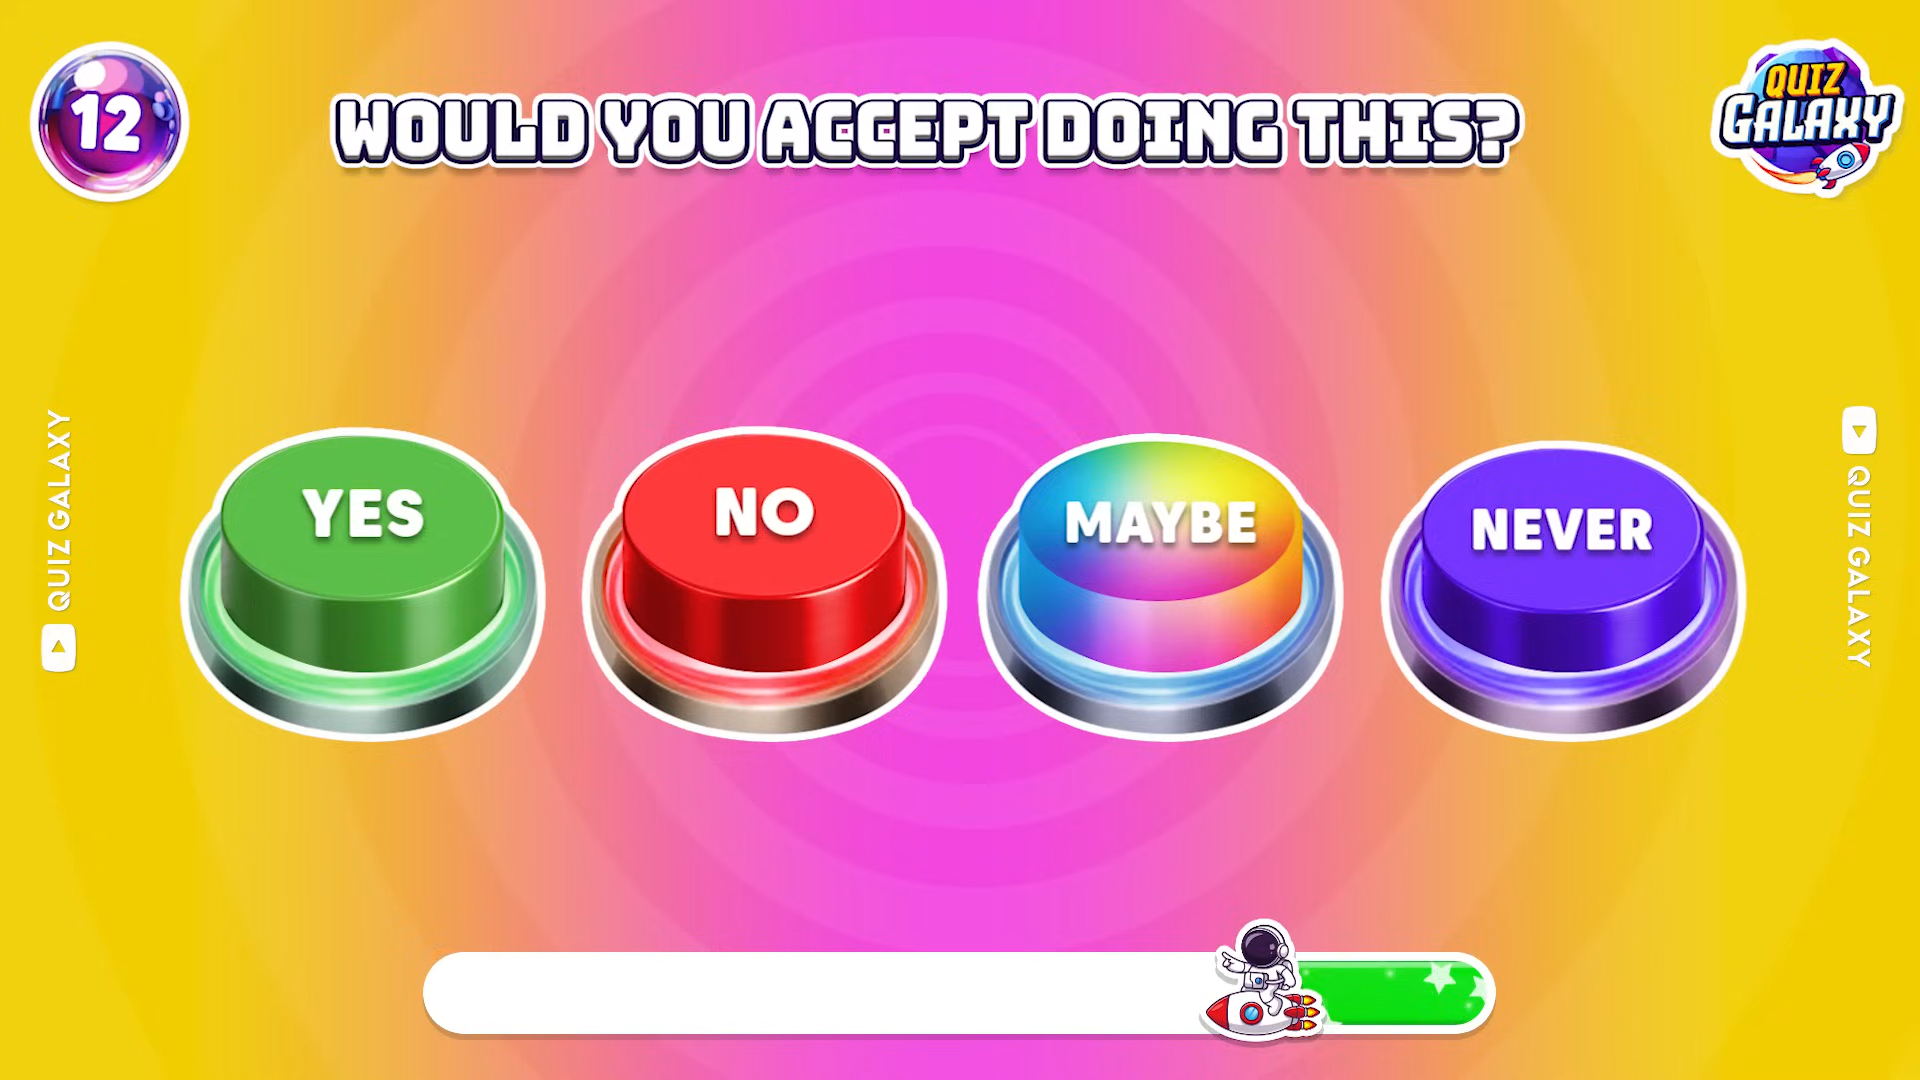 12
WOULD YOU ACCEPT DOING THIS?
QUIZ
GALAXY
YES
NO
MAYBE
NEVER
QUIZ GALAXY
QUIZ GALAXY